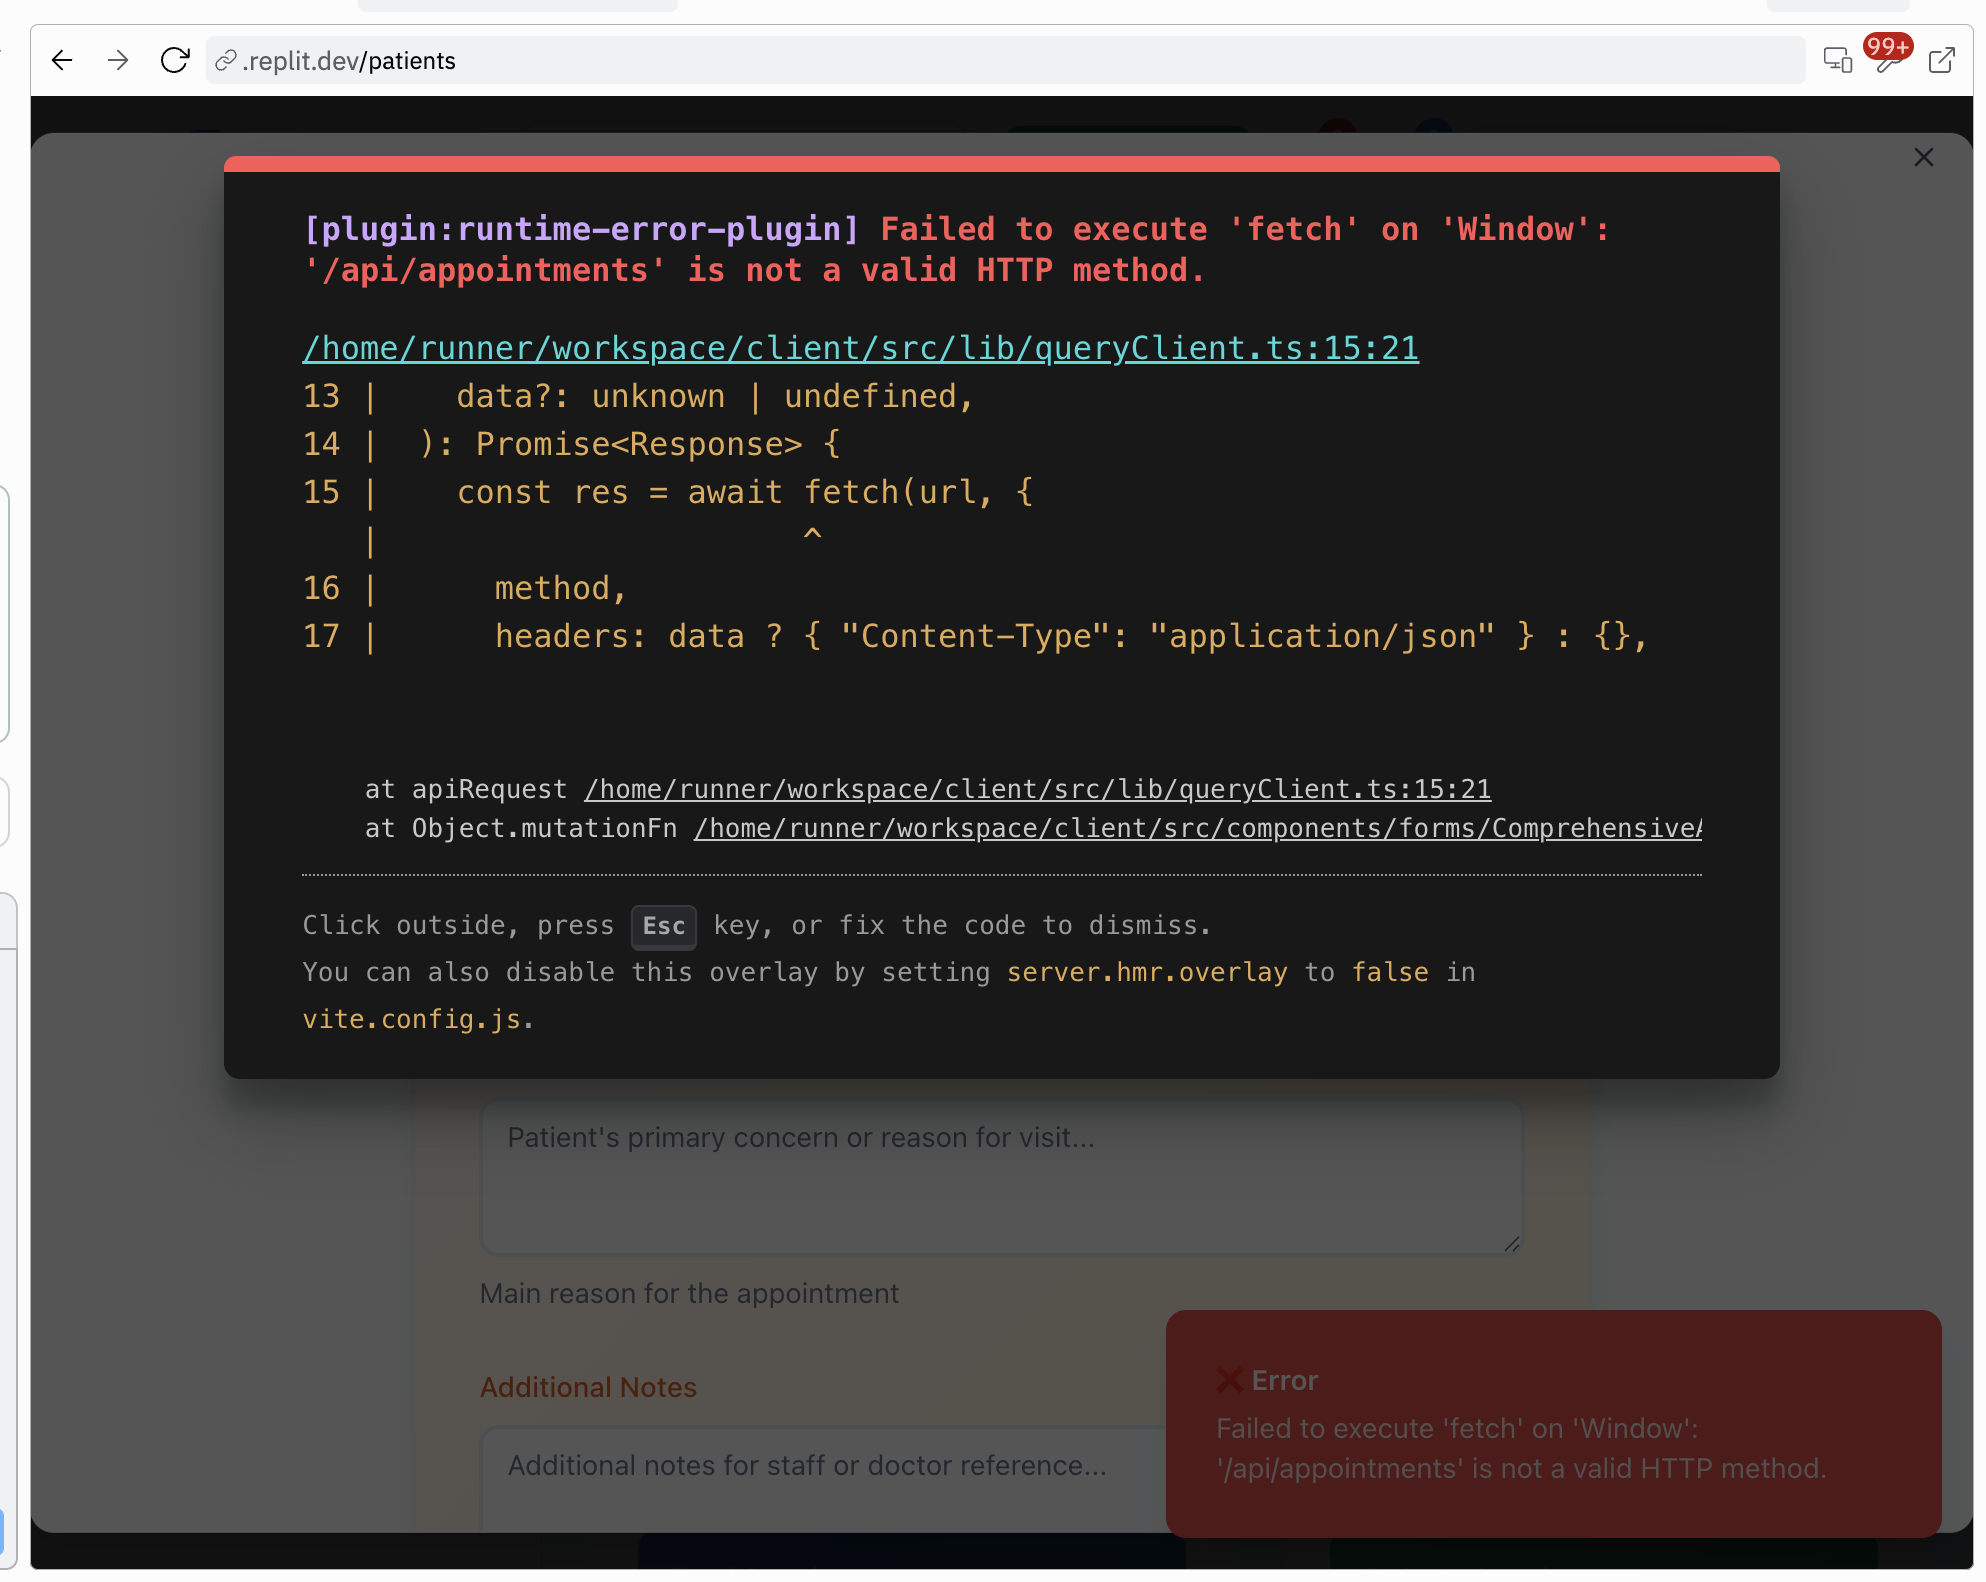 .replit.dev/patients
99+
[plugin:runtime-error-plugin] Failed to execute 'fetch' on 'Window':
'/api/appointments' is not a valid HTTP method.
/home/runner/workspace/client/src/lib/queryClient.ts:15:21
13 |    data?: unknown | undefined,
14 |  ): Promise<Response> {
15 |    const res = await fetch(url, {
|                      ^
16 |      method,
17 |      headers: data ? { "Content-Type": "application/json" } : {},
at apiRequest /home/runner/workspace/client/src/lib/queryClient.ts:15:21
at Object.mutationFn /home/runner/workspace/client/src/components/forms/Comprehensive
Click outside, press Esc key, or fix the code to dismiss.
You can also disable this overlay by setting server.hmr.overlay to false in
vite.config.js.
Patient's primary concern or reason for visit...
Main reason for the appointment
Additional Notes
Additional notes for staff or doctor reference...
❌ Error
Failed to execute 'fetch' on 'Window':
'/api/appointments' is not a valid HTTP method.